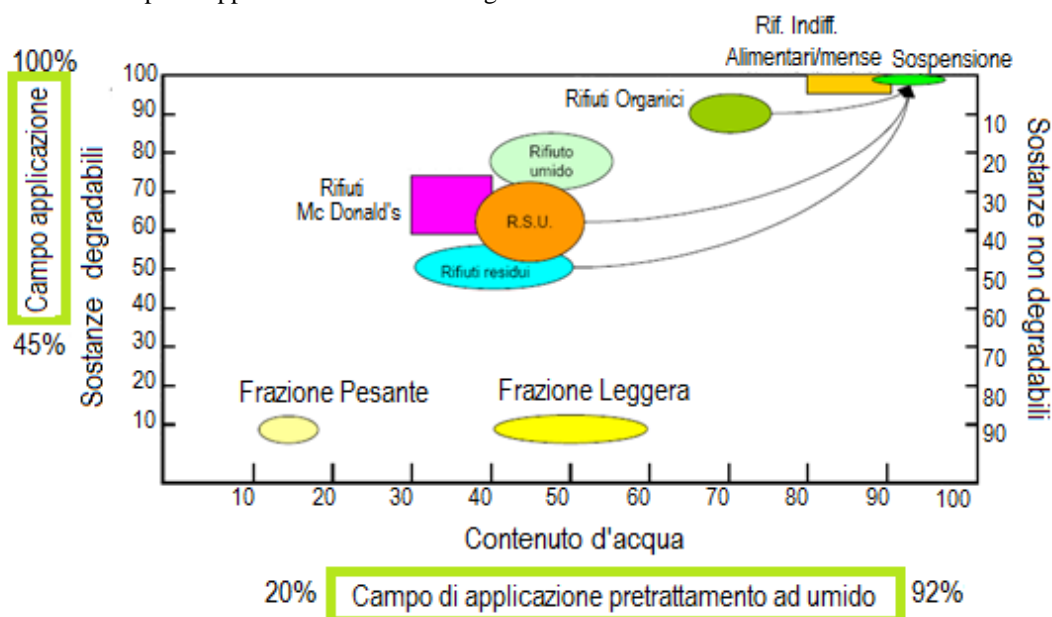 Rif. Indiff.
Alimentari/mense
Sospensione
100%
Campo applicazione
45%
Sostanze degradabili
100
90
80
70
60
50
40
30
20
10
Rifiuti Organici
Rifiuto
umido
Rifiuti
Mc Donald's
R.S.U.
Rifiuti residui
Frazione Pesante
Frazione Leggera
10
20
30
40
50
60
70
80
90
Sostanze non degradabili
10
20
30
40
50
60
70
80
90
100
Contenuto d'acqua
20%
Campo di applicazione pretrattamento ad umido
92%